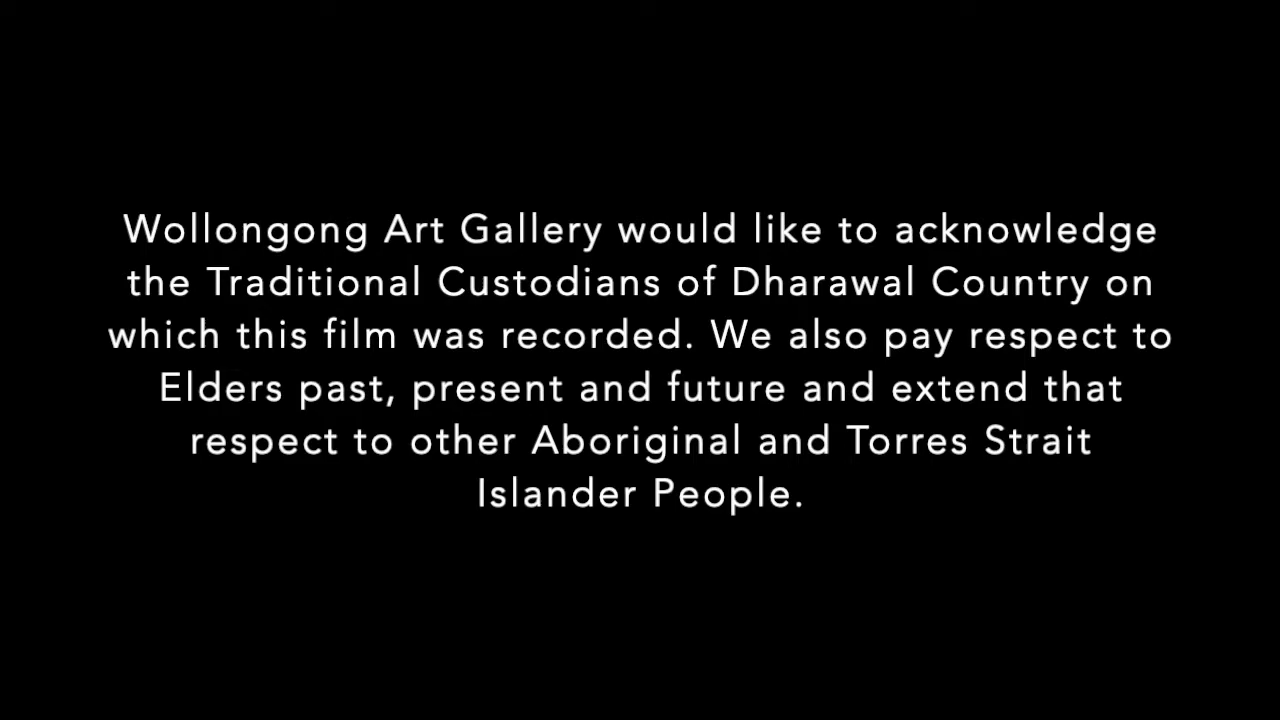 Wollongong Art Gallery would like to acknowledge
the Traditional Custodians of Dharawal Country on
which this film was recorded. We also pay respect to
Elders past, present and future and extend that
respect to other Aboriginal and Torres Strait
Islander People.